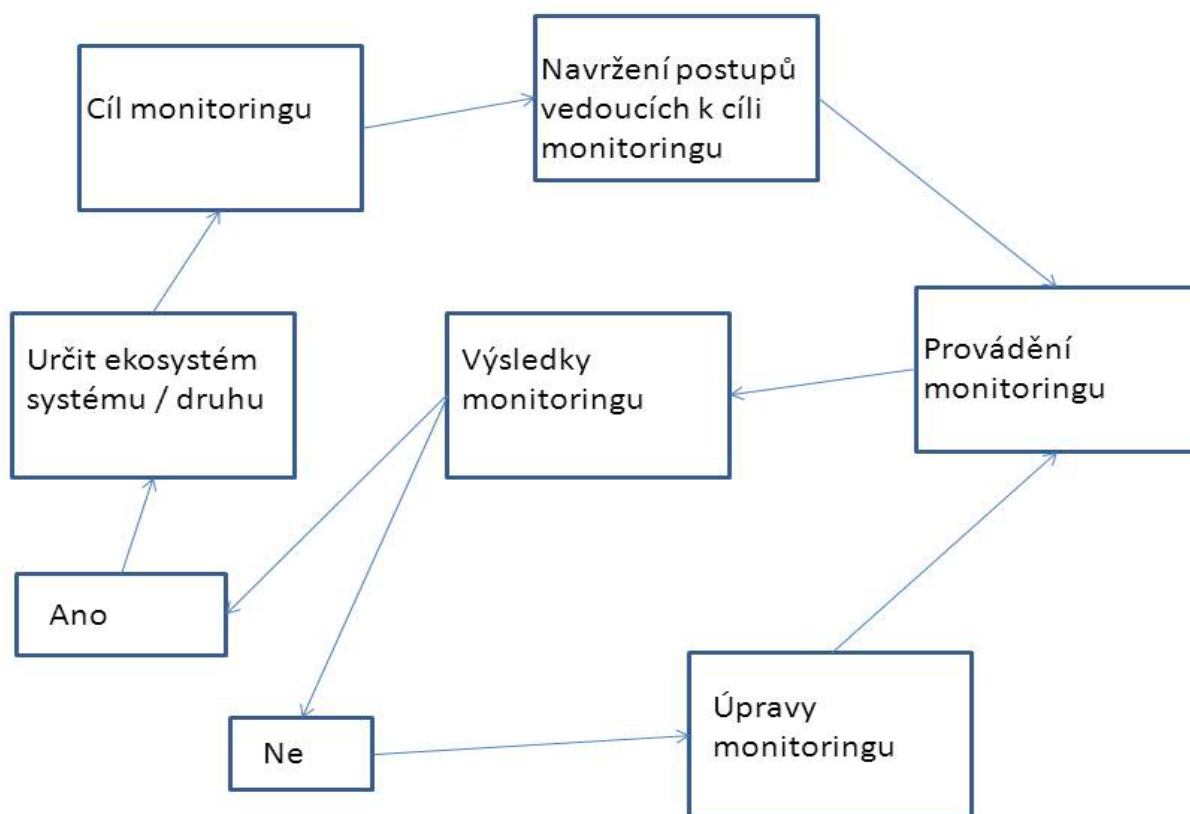 Cíl monitoringu
Navržení postupů
vedoucích k cíli
monitoringu
Určit ekosystém
systému / druhu
Výsledky
monitoringu
Provádění
monitoringu
Ano
Ne
Úpravy
monitoringu